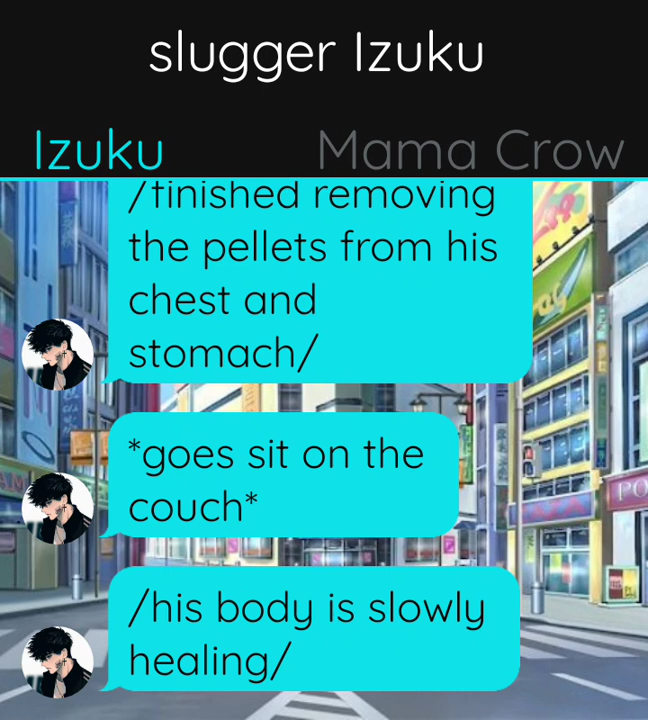 slugger Izuku
Izuku
Mama Crow
/finished removing
the pellets from his
chest and
stomach/
*goes sit on the
couch*
/his body is slowly
healing/